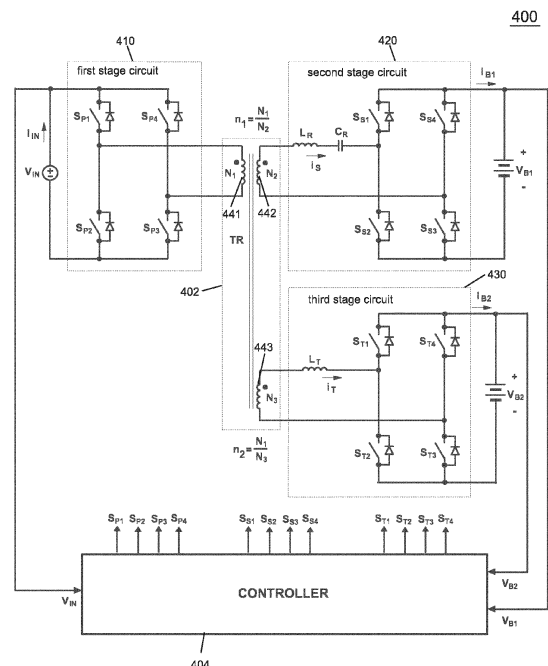 400
410
420
first stage circuit
second stage circuit
I_B1
S_P1
S_P4
S_S1
S_S4
n_1 = N_1/N_2
L_R
C_R
I_IN
i_S
V_IN
N_1
N_2
+
V_B1
-
441
442
S_P2
S_P3
S_S2
S_S3
TR
402
430
third stage circuit
I_B2
443
S_T1
S_T4
L_T
+
i_T
V_B2
-
N_3
n_2 = N_1/N_3
S_T2
S_T3
S_P1 S_P2 S_P3 S_P4
S_S1 S_S2 S_S3 S_S4
S_T1 S_T2 S_T3 S_T4
CONTROLLER
V_B2
V_IN
V_B1
404